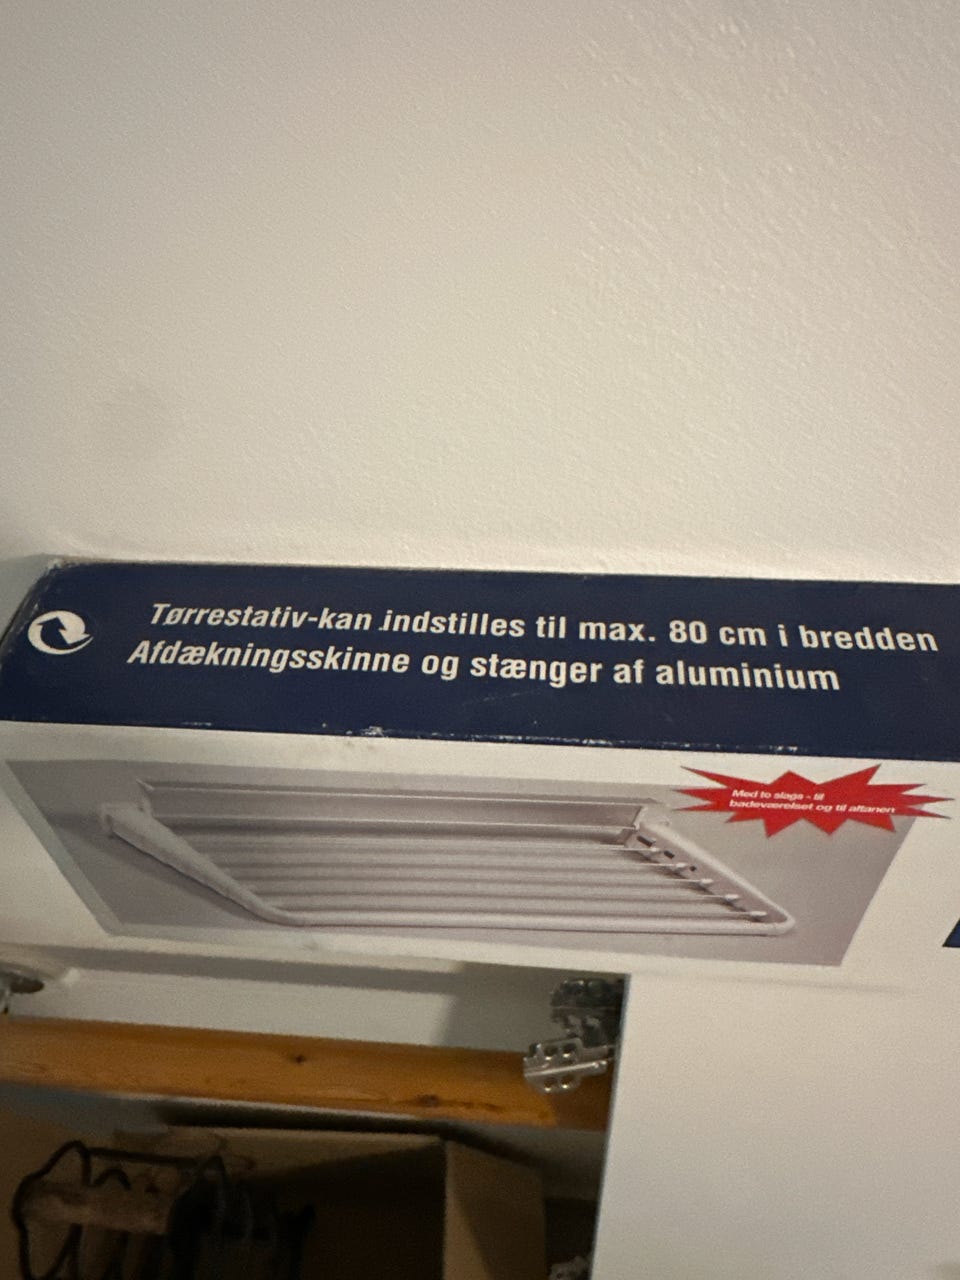 Tørrestativ-kan indstilles til max. 80 cm i bredden
Afdækningsskinne og stænger af aluminium
Med to slags - til
badeværelset og til altanen